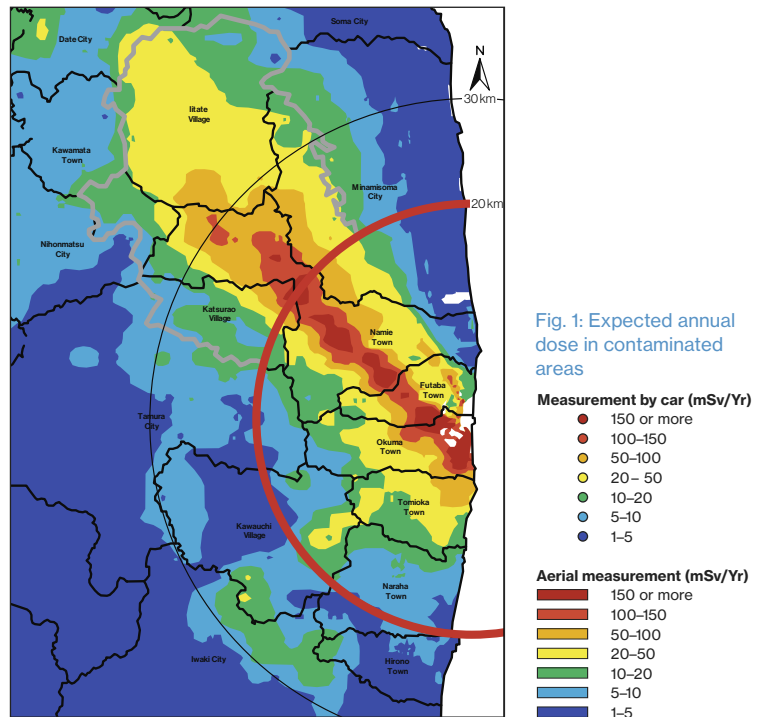 Soma City
Date City
N
30 km
Iitate
Village
Kawamata
Town
Minamisoma
City
20 km
Nihonmatsu
City
Katsurao
Village
Namie
Town
Futaba
Town
Tamura
City
Okuma
Town
Tomioka
Town
Kawauchi
Village
Naraha
Town
Iwaki City
Hirono
Town
Fig. 1: Expected annual
dose in contaminated
areas
Measurement by car (mSv/Yr)
150 or more
100–150
50–100
20 – 50
10–20
5–10
1–5
Aerial measurement (mSv/Yr)
150 or more
100–150
50–100
20–50
10–20
5–10
1–5